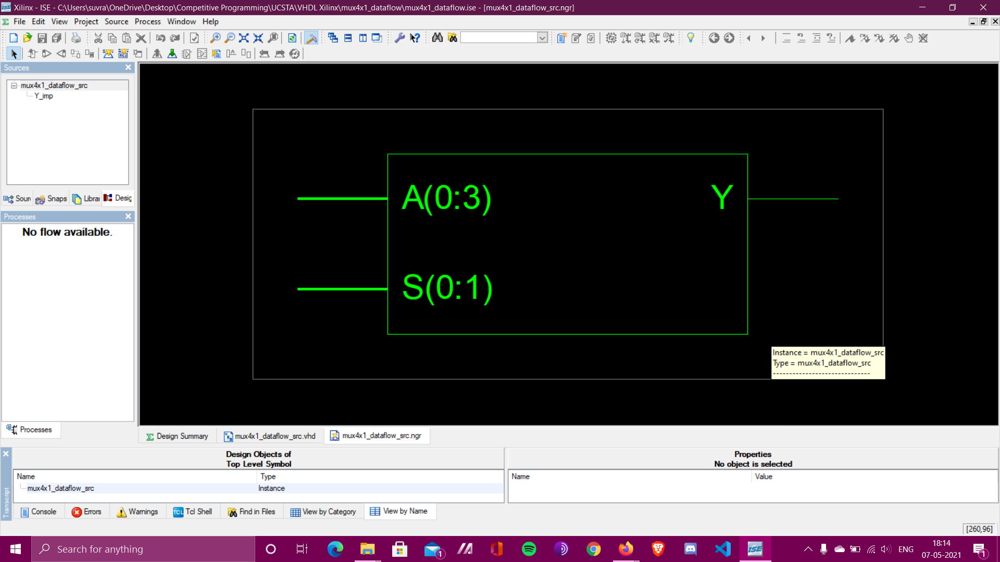 Xilinx - ISE - C:\Users\suvra\OneDrive\Desktop\Competitive Programming\UCSTA\VHDL Xilinx\mux4x1_dataflow\mux4x1_dataflow.ise - [mux4x1_dataflow_src.ngr]
File Edit View Project Source Process Window Help
Sources
mux4x1_dataflow_src
Y_imp
Soun Snaps Librai Desig
Processes
No flow available.
Processes
A(0:3) Y
S(0:1)
Instance = mux4x1_dataflow_src
Type = mux4x1_dataflow_src
------------------------------
Design Summary mux4x1_dataflow_src.vhd mux4x1_dataflow_src.ngr
Transcript
Design Objects of
Top Level Symbol
Name Type
mux4x1_dataflow_src Instance
Properties
No object is selected
Name Value
Console Errors Warnings TCL Tcl Shell Find in Files View by Category View by Name
[260,96]
Search for anything
1
ISE
ENG
18:14
07-05-2021
1